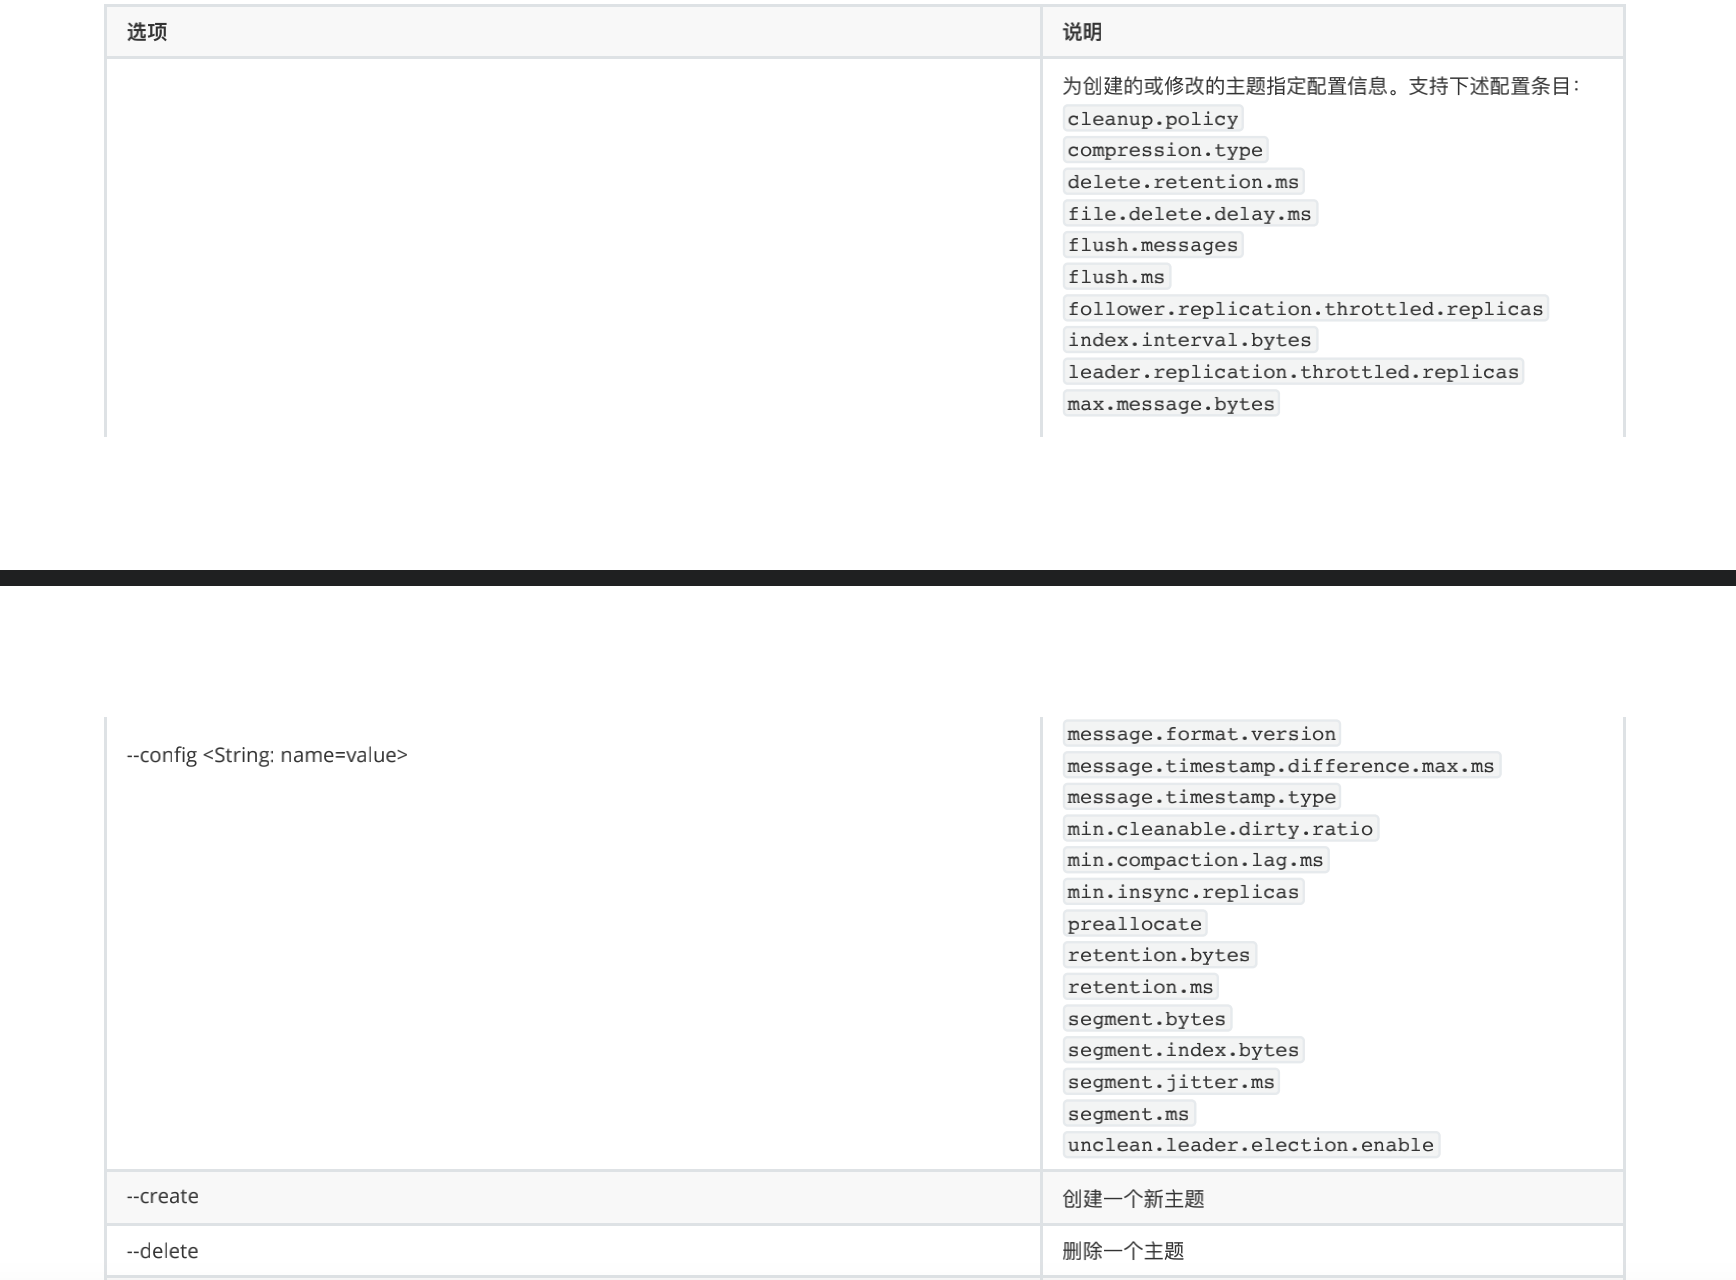 选项 说明
为创建的或修改的主题指定配置信息。支持下述配置条目：
cleanup.policy
compression.type
delete.retention.ms
file.delete.delay.ms
flush.messages
flush.ms
follower.replication.throttled.replicas
index.interval.bytes
leader.replication.throttled.replicas
max.message.bytes
--config <String: name=value>
message.format.version
message.timestamp.difference.max.ms
message.timestamp.type
min.cleanable.dirty.ratio
min.compaction.lag.ms
min.insync.replicas
preallocate
retention.bytes
retention.ms
segment.bytes
segment.index.bytes
segment.jitter.ms
segment.ms
unclean.leader.election.enable
--create 创建一个新主题
--delete 删除一个主题